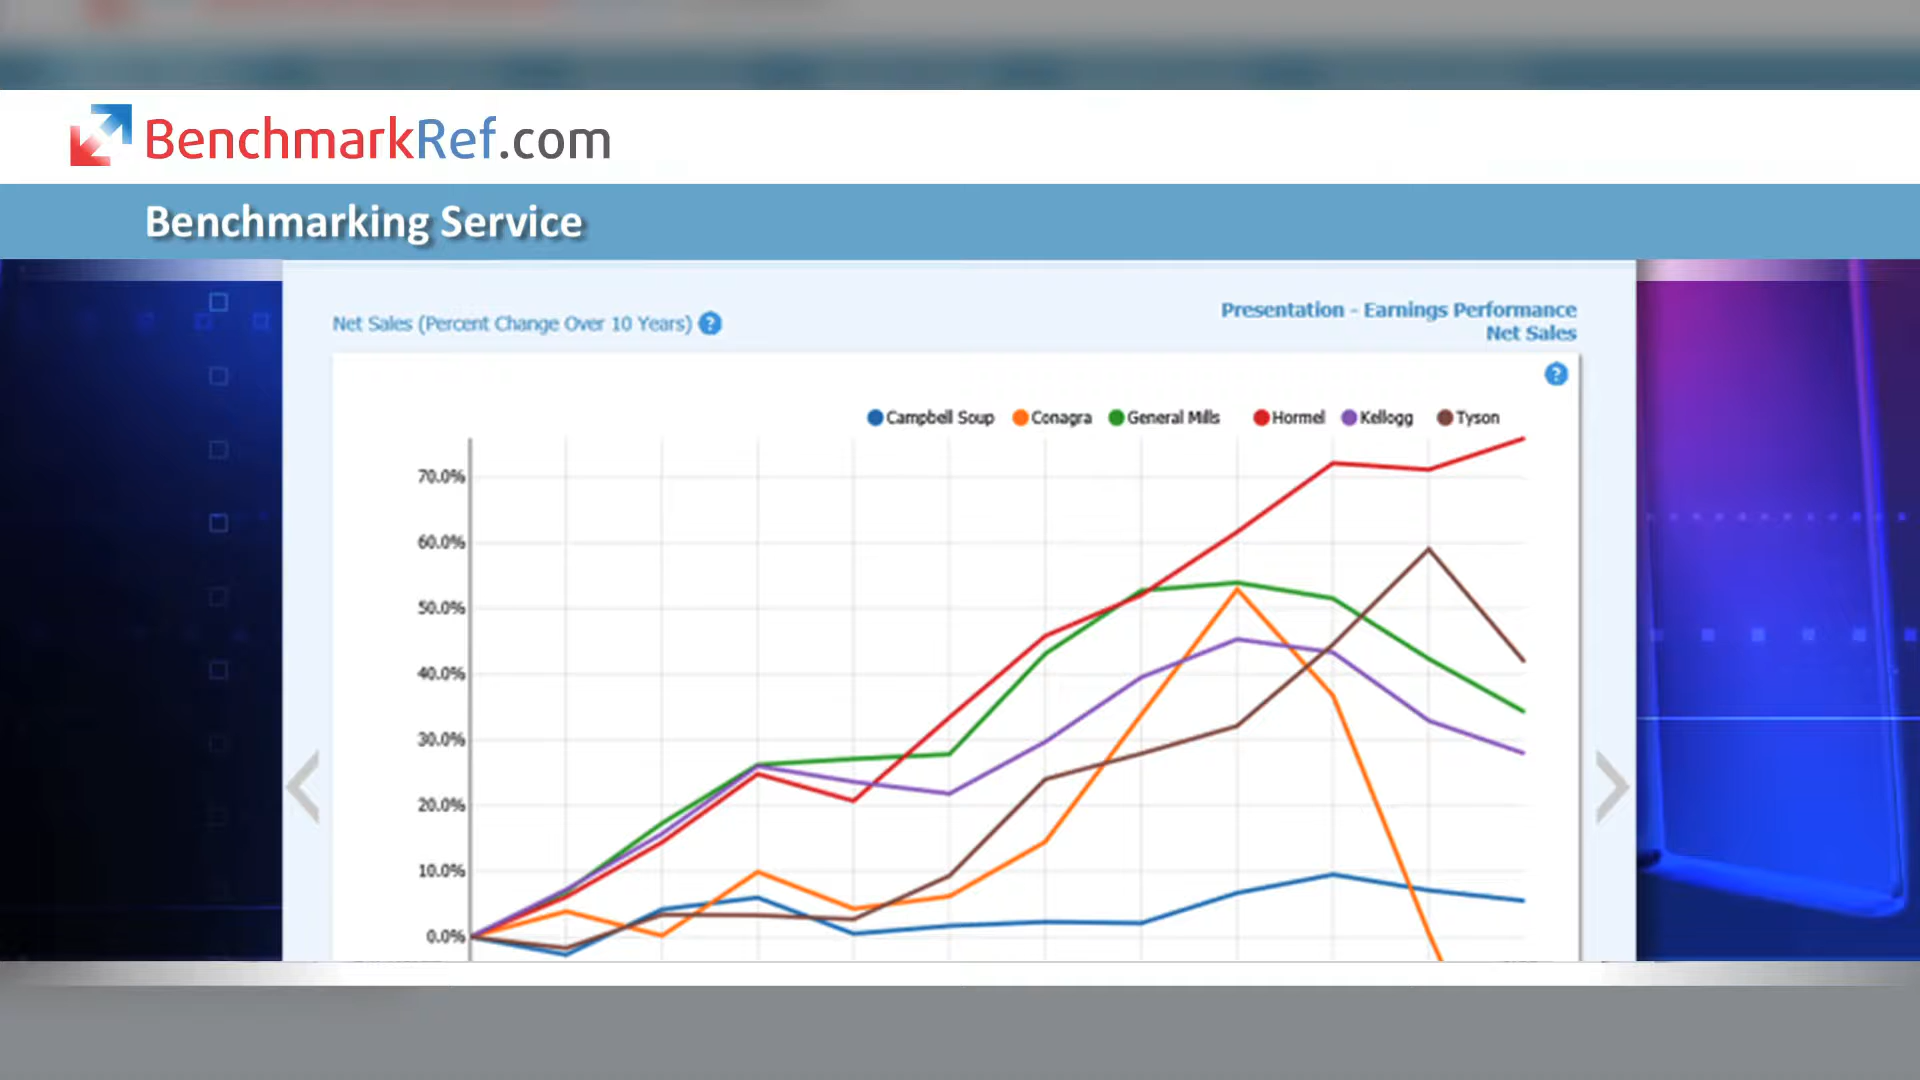 BenchmarkRef.com
Benchmarking Service
Net Sales (Percent Change Over 10 Years) ?
Presentation - Earnings Performance
Net Sales
?
Campbell Soup Conagra General Mills Hormel Kellogg Tyson
70.0%
60.0%
50.0%
40.0%
30.0%
20.0%
10.0%
0.0%